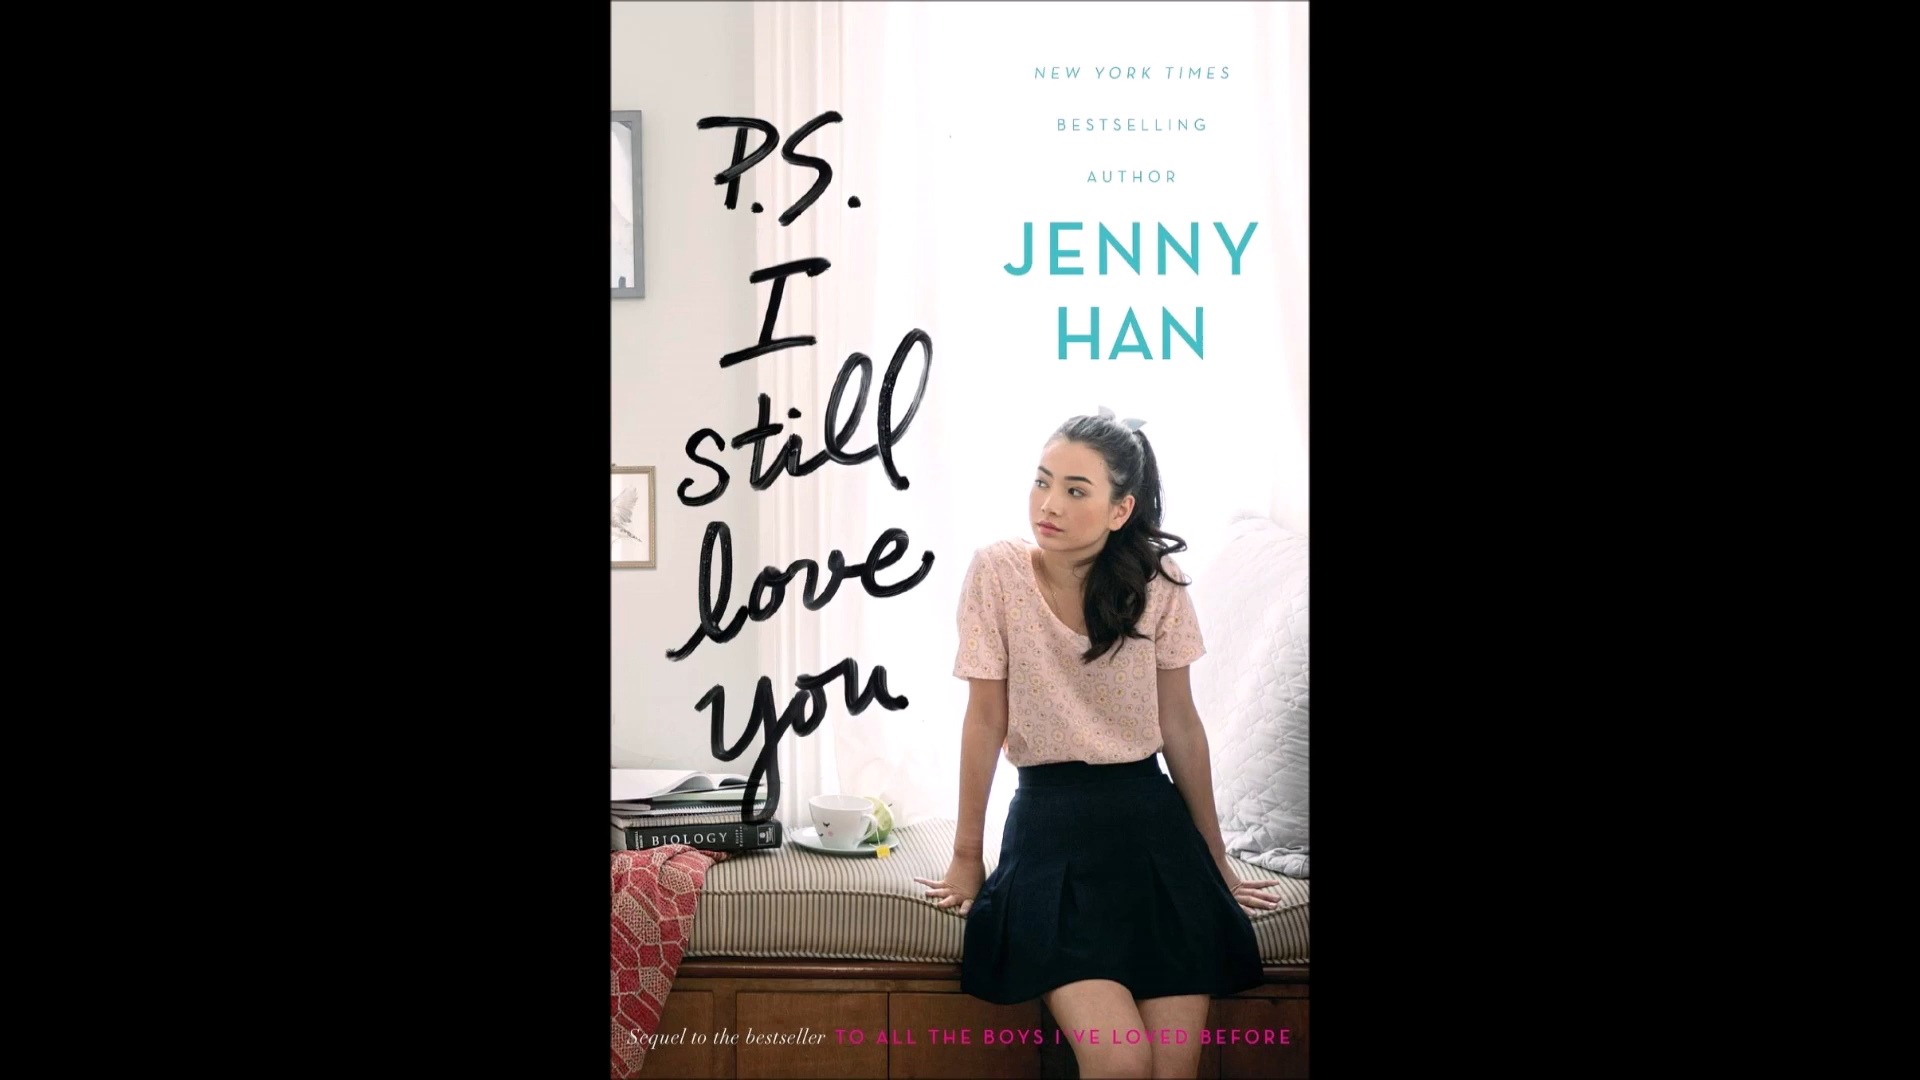 P.S.
I
still
love
you
NEW YORK TIMES
BESTSELLING
AUTHOR
JENNY
HAN
BIOLOGY
Sequel to the bestseller TO ALL THE BOYS I'VE LOVED BEFORE